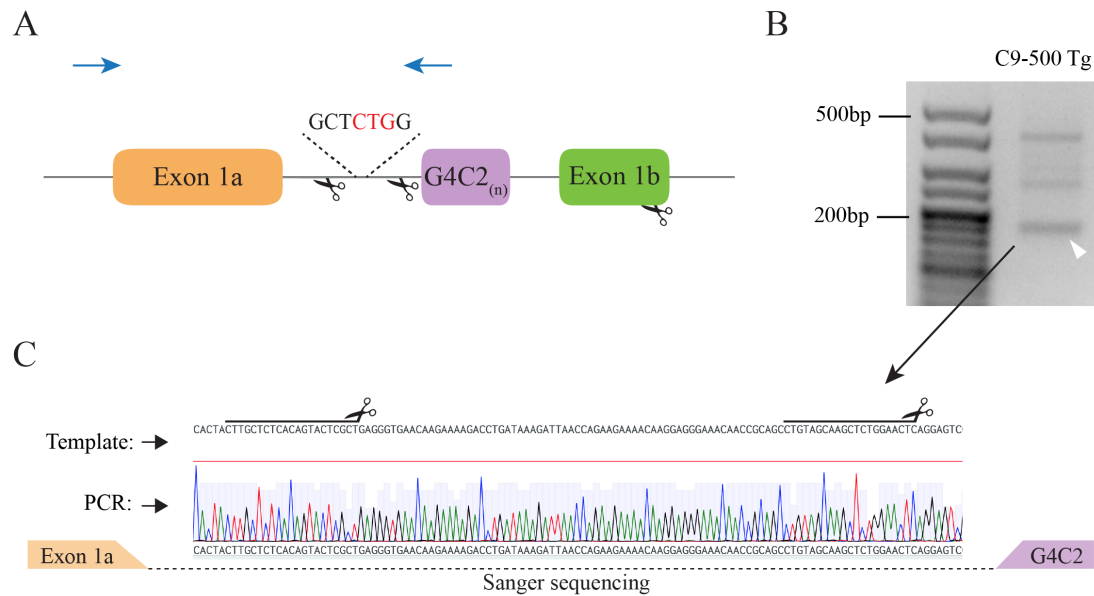 A
B
C9-500 Tg
GCTCTGG
500bp
Exon 1a
G4C2(n)
Exon 1b
200bp
C
Template:
CACTACTTGCTCTCACAGTACTCGCTGAGGGTGAACAAGAAAAGACCTGATAAAGATTAACCAGAAGAAAACAAGGAGGGAAACAACCGCAGCCTGTAGCAAGCTCTGGAACTCAGGAGTC
PCR:
CACTACTTGCTCTCACAGTACTCGCTGAGGGTGAACAAGAAAAGACCTGATAAAGATTAACCAGAAGAAAACAAGGAGGGAAACAACCGCAGCCTGTAGCAAGCTCTGGAACTCAGGAGTC
Exon 1a
G4C2
Sanger sequencing